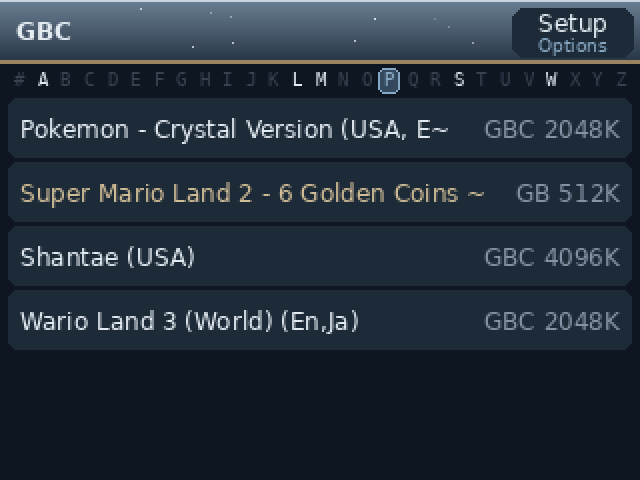 GBC
Setup
Options
# A B C D E F G H I J K L M N O P Q R S T U V W X Y Z
Pokemon - Crystal Version (USA, E~ GBC 2048K
Super Mario Land 2 - 6 Golden Coins ~ GB 512K
Shantae (USA) GBC 4096K
Wario Land 3 (World) (En,Ja) GBC 2048K